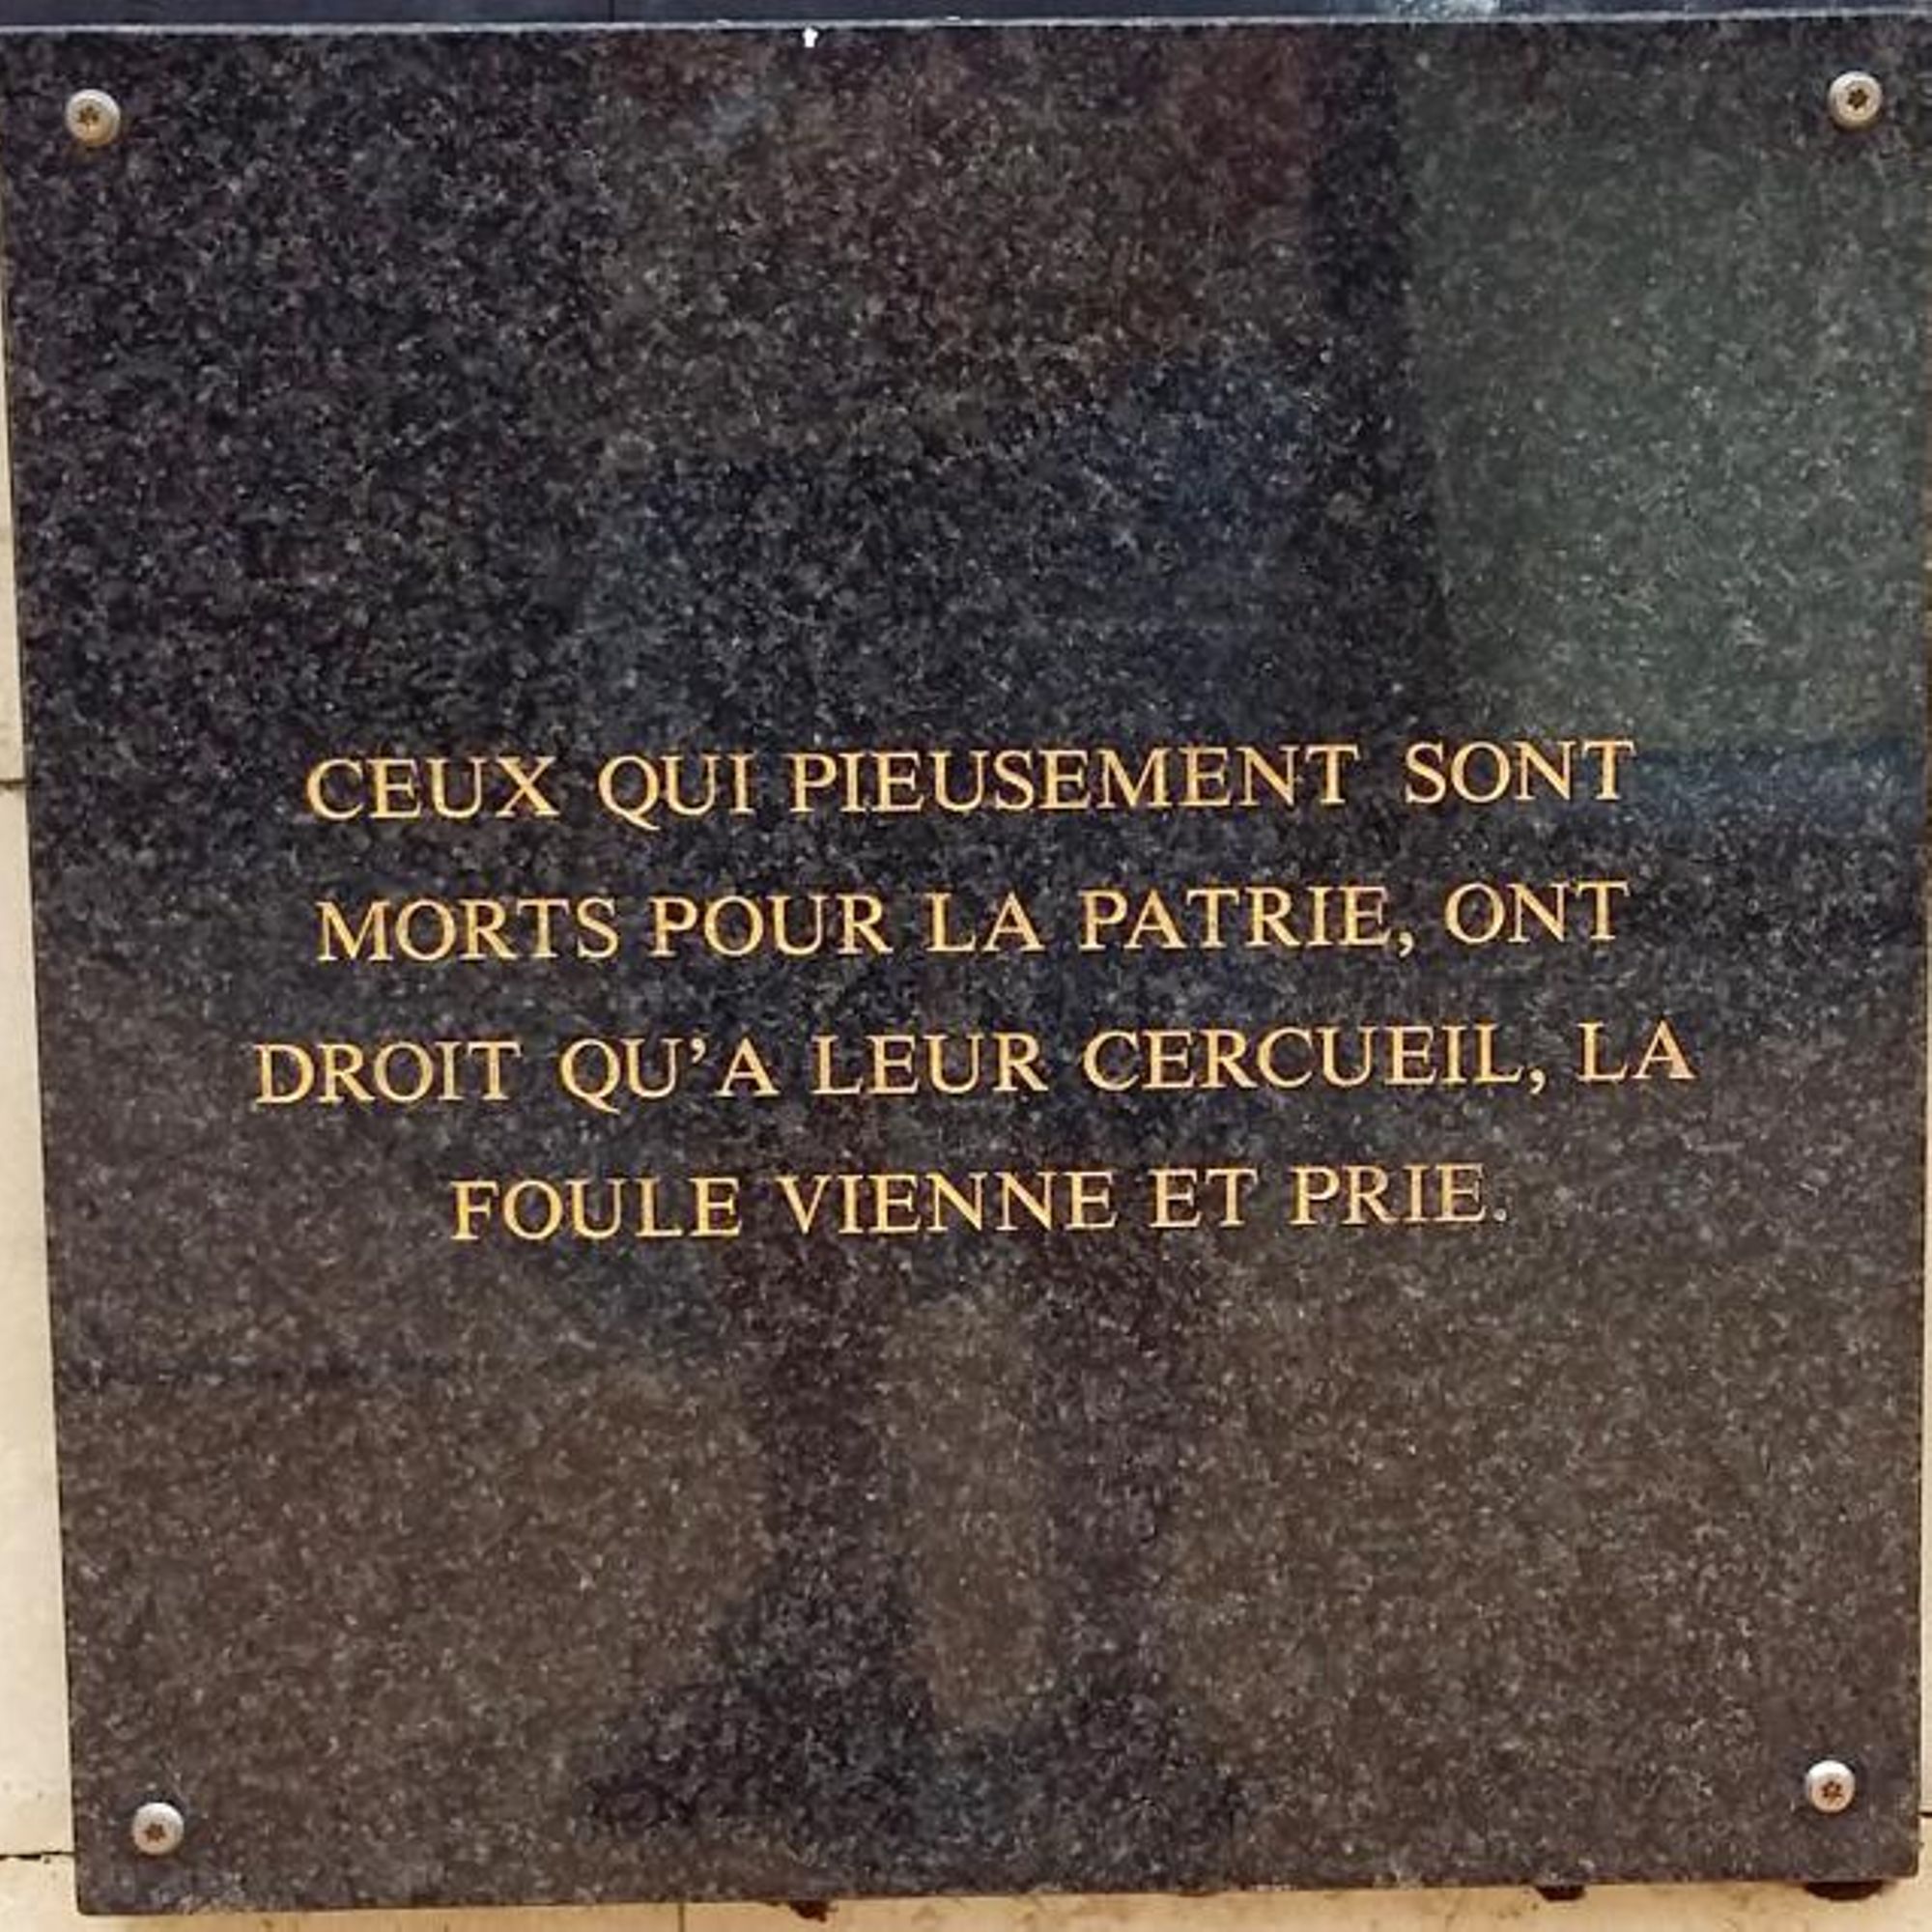 CEUX QUI PIEUSEMENT SONT
MORTS POUR LA PATRIE, ONT
DROIT QU’A LEUR CERCUEIL, LA
FOULE VIENNE ET PRIE.